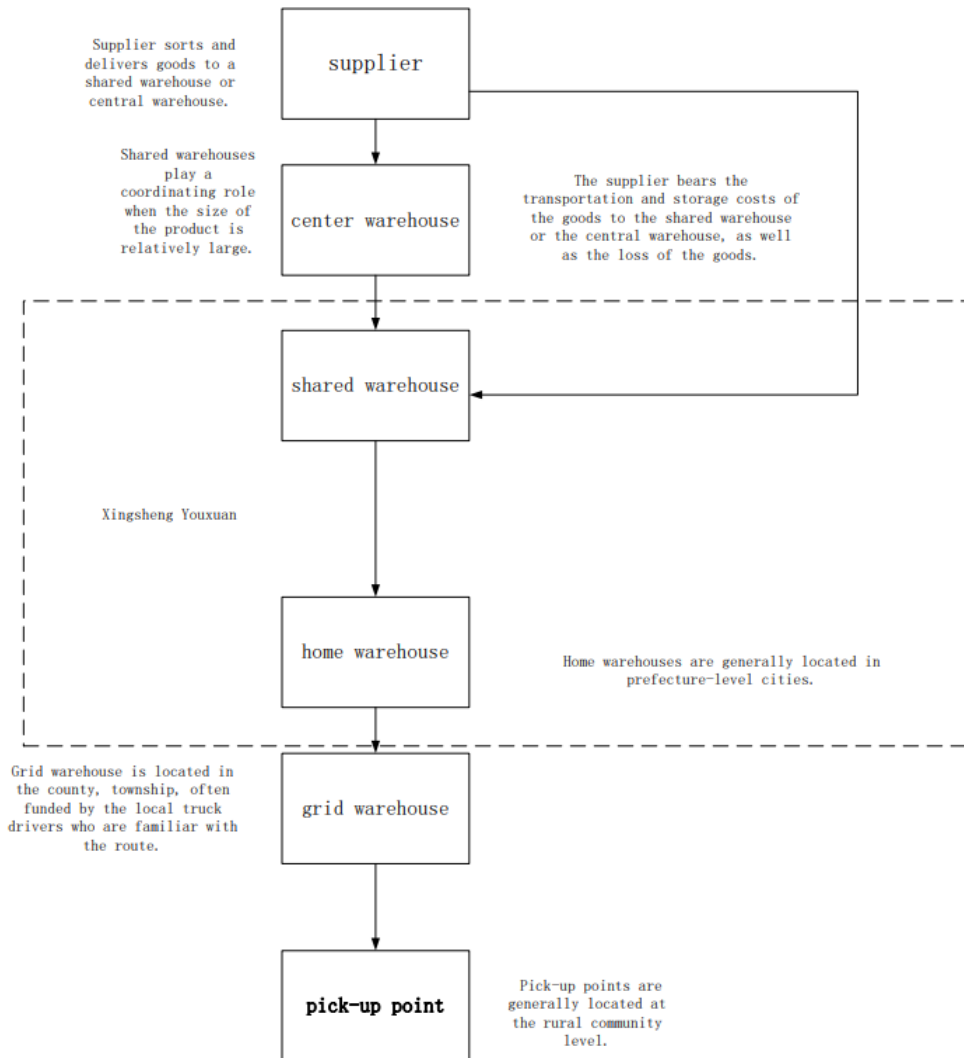 supplier
Supplier sorts and
delivers goods to a
shared warehouse or
central warehouse.
Shared warehouses
play a
coordinating role
when the size of
the product is
relatively large.
center warehouse
The supplier bears the
transportation and storage costs of
the goods to the shared warehouse
or the central warehouse, as well
as the loss of the goods.
shared warehouse
Xingsheng Youxuan
home warehouse
Home warehouses are generally located in
prefecture-level cities.
Grid warehouse is located in
the county, township, often
funded by the local truck
drivers who are familiar with
the route.
grid warehouse
pick-up point
Pick-up points are
generally located at
the rural community
level.